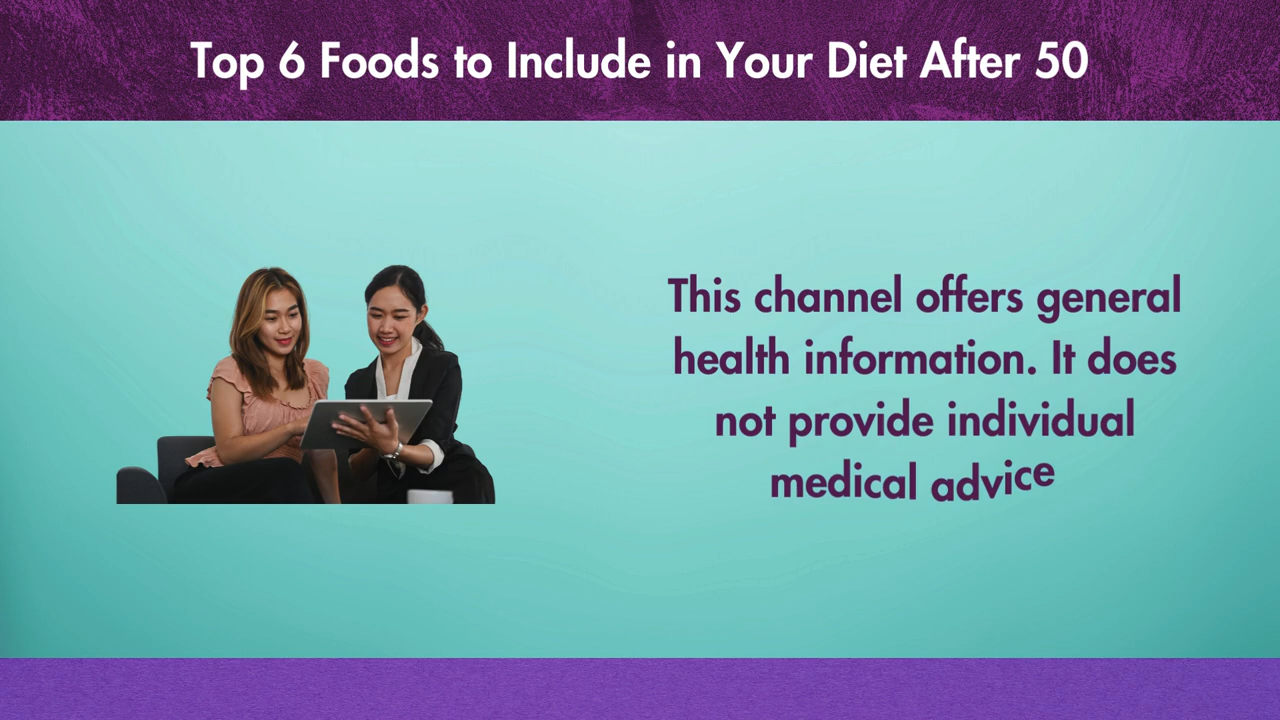 Top 6 Foods to Include in Your Diet After 50
This channel offers general
health information. It does
not provide individual
medical advice